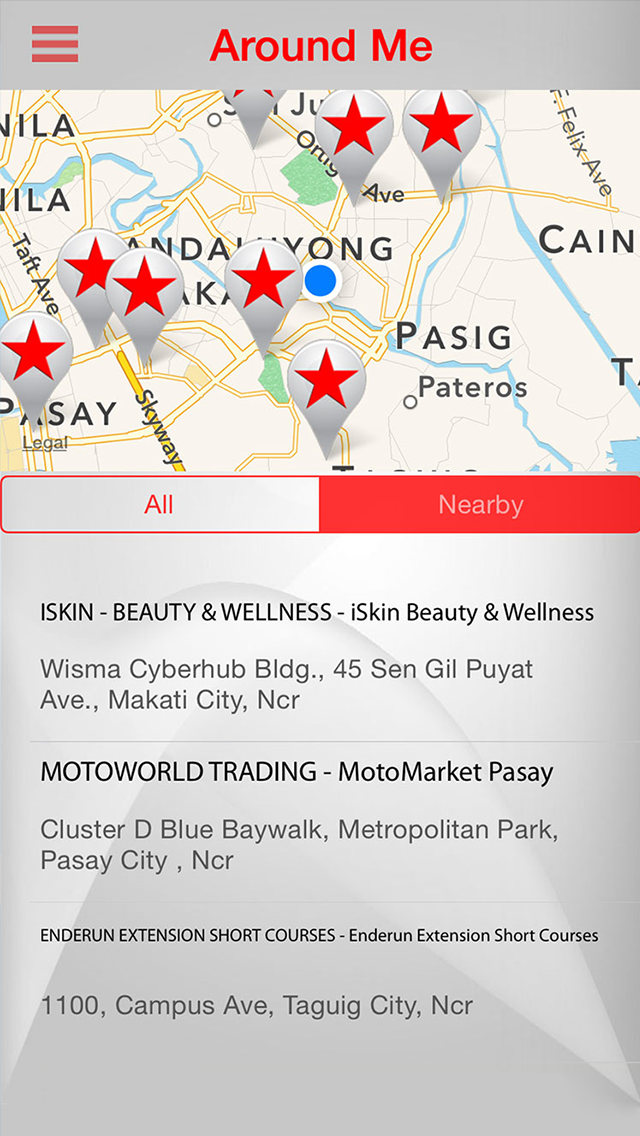 Around Me
San Ju
NILA
Ortig
Ave
F. Felix Ave
NILA
Taft Ave
ANDALUYONG
CAIN
AKA
PASIG
Pateros
PASAY
Skyway
Legal
All
Nearby
ISKIN - BEAUTY & WELLNESS - iSkin Beauty & Wellness
Wisma Cyberhub Bldg., 45 Sen Gil Puyat
Ave., Makati City, Ncr
MOTOWORLD TRADING - MotoMarket Pasay
Cluster D Blue Baywalk, Metropolitan Park,
Pasay City , Ncr
ENDERUN EXTENSION SHORT COURSES - Enderun Extension Short Courses
1100, Campus Ave, Taguig City, Ncr